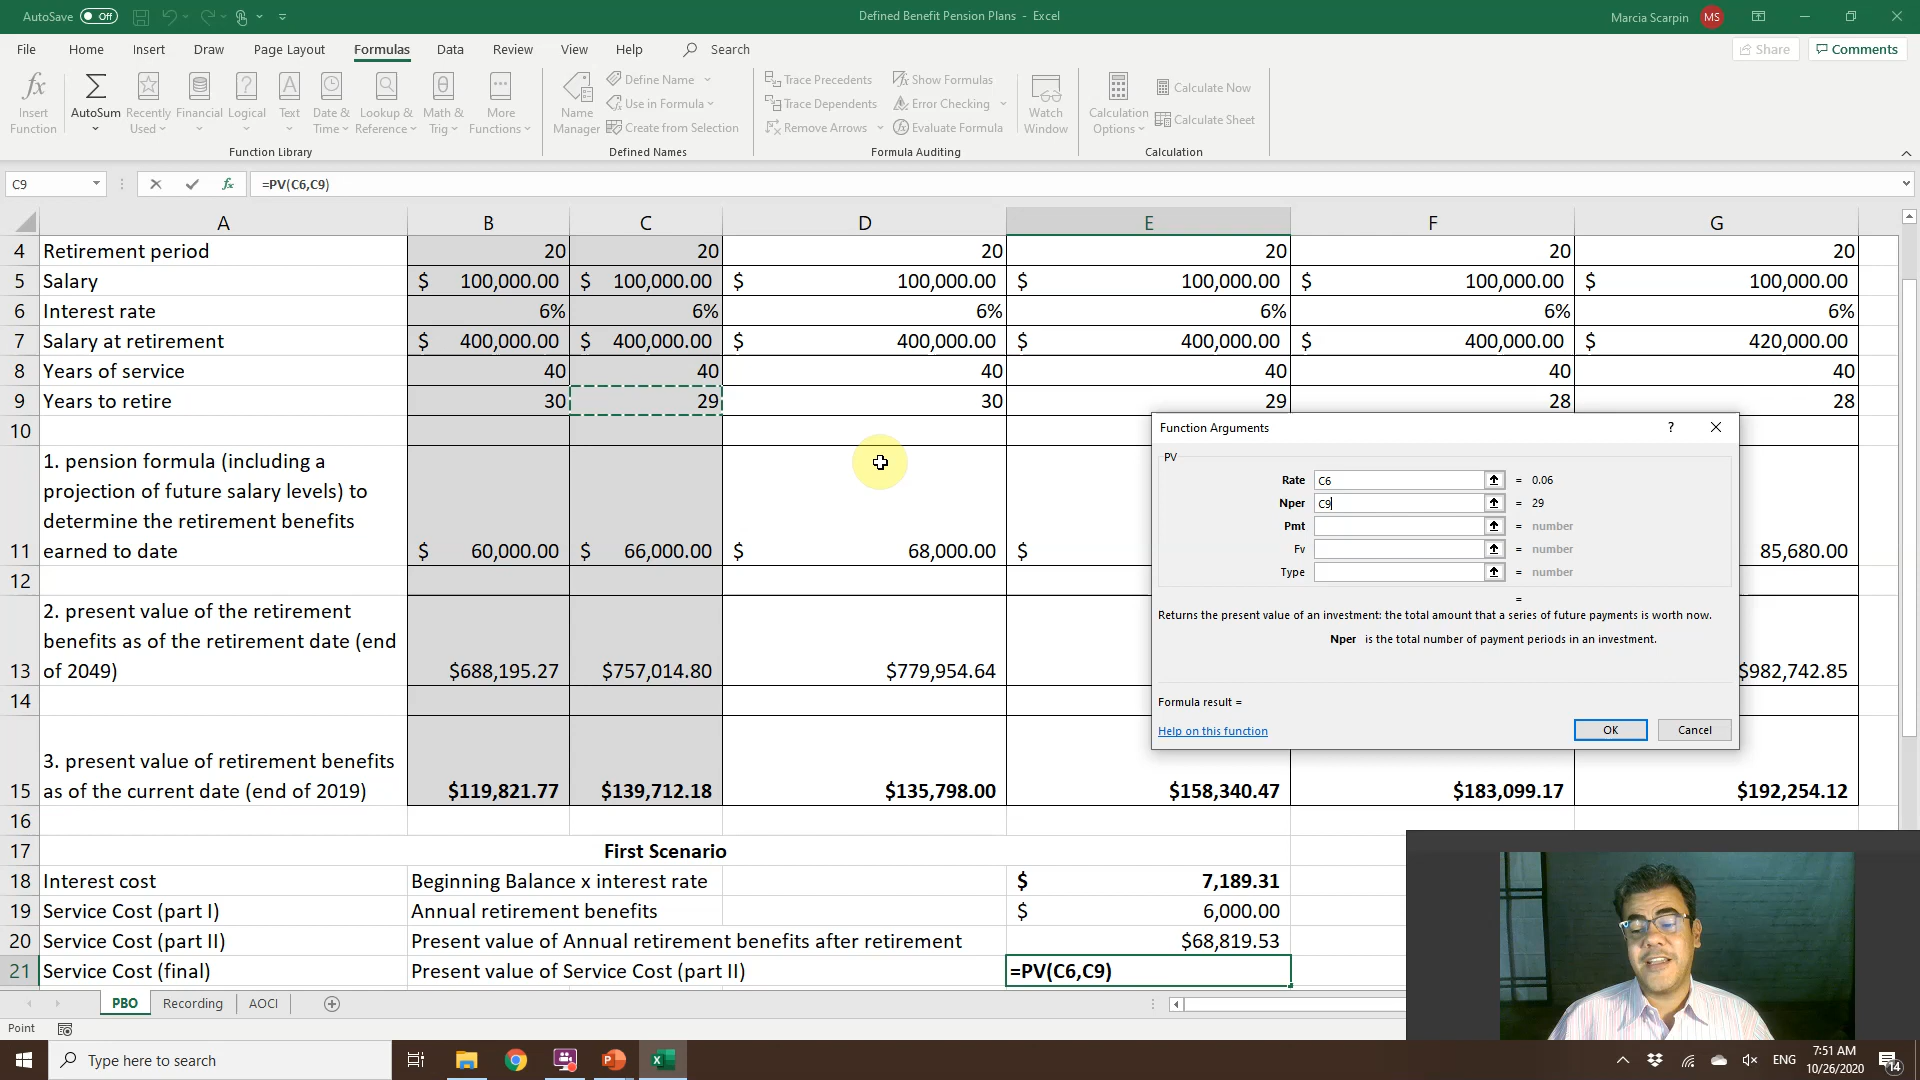 AutoSave Off
Defined Benefit Pension Plans - Excel
Marcia Scarpin MS
File Home Insert Draw Page Layout Formulas Data Review View Help Search
Share Comments
Insert Function
AutoSum
Recently Used
Financial
Logical
Text
Date & Time
Lookup & Reference
Math & Trig
More Functions
Function Library
Name Manager
Define Name
Use in Formula
Create from Selection
Defined Names
Trace Precedents
Trace Dependents
Remove Arrows
Show Formulas
Error Checking
Evaluate Formula
Watch Window
Formula Auditing
Calculation Options
Calculate Now
Calculate Sheet
Calculation
C9 fx =PV(C6,C9)
A B C D E F G
4 Retirement period 20 20 20 20 20 20
5 Salary $ 100,000.00 $ 100,000.00 $ 100,000.00 $ 100,000.00 $ 100,000.00 $ 100,000.00
6 Interest rate 6% 6% 6% 6% 6% 6%
7 Salary at retirement $ 400,000.00 $ 400,000.00 $ 400,000.00 $ 400,000.00 $ 400,000.00 $ 420,000.00
8 Years of service 40 40 40 40 40 40
9 Years to retire 30 29 30 29 28 28
10
1. pension formula (including a
projection of future salary levels) to
determine the retirement benefits
11 earned to date $ 60,000.00 $ 66,000.00 $ 68,000.00 $ 85,680.00
12
2. present value of the retirement
benefits as of the retirement date (end
13 of 2049) $688,195.27 $757,014.80 $779,954.64 $982,742.85
14
3. present value of retirement benefits
15 as of the current date (end of 2019) $119,821.77 $139,712.18 $135,798.00 $158,340.47 $183,099.17 $192,254.12
16
17 First Scenario
18 Interest cost Beginning Balance x interest rate $ 7,189.31
19 Service Cost (part I) Annual retirement benefits $ 6,000.00
20 Service Cost (part II) Present value of Annual retirement benefits after retirement $68,819.53
21 Service Cost (final) Present value of Service Cost (part II) =PV(C6,C9)
Function Arguments ?
PV
Rate C6 = 0.06
Nper C9 = 29
Pmt = number
Fv = number
Type = number
=
Returns the present value of an investment: the total amount that a series of future payments is worth now.
Nper is the total number of payment periods in an investment.
Formula result =
Help on this function OK Cancel
PBO Recording AOCI
Point
Type here to search
ENG
7:51 AM
10/26/2020
14